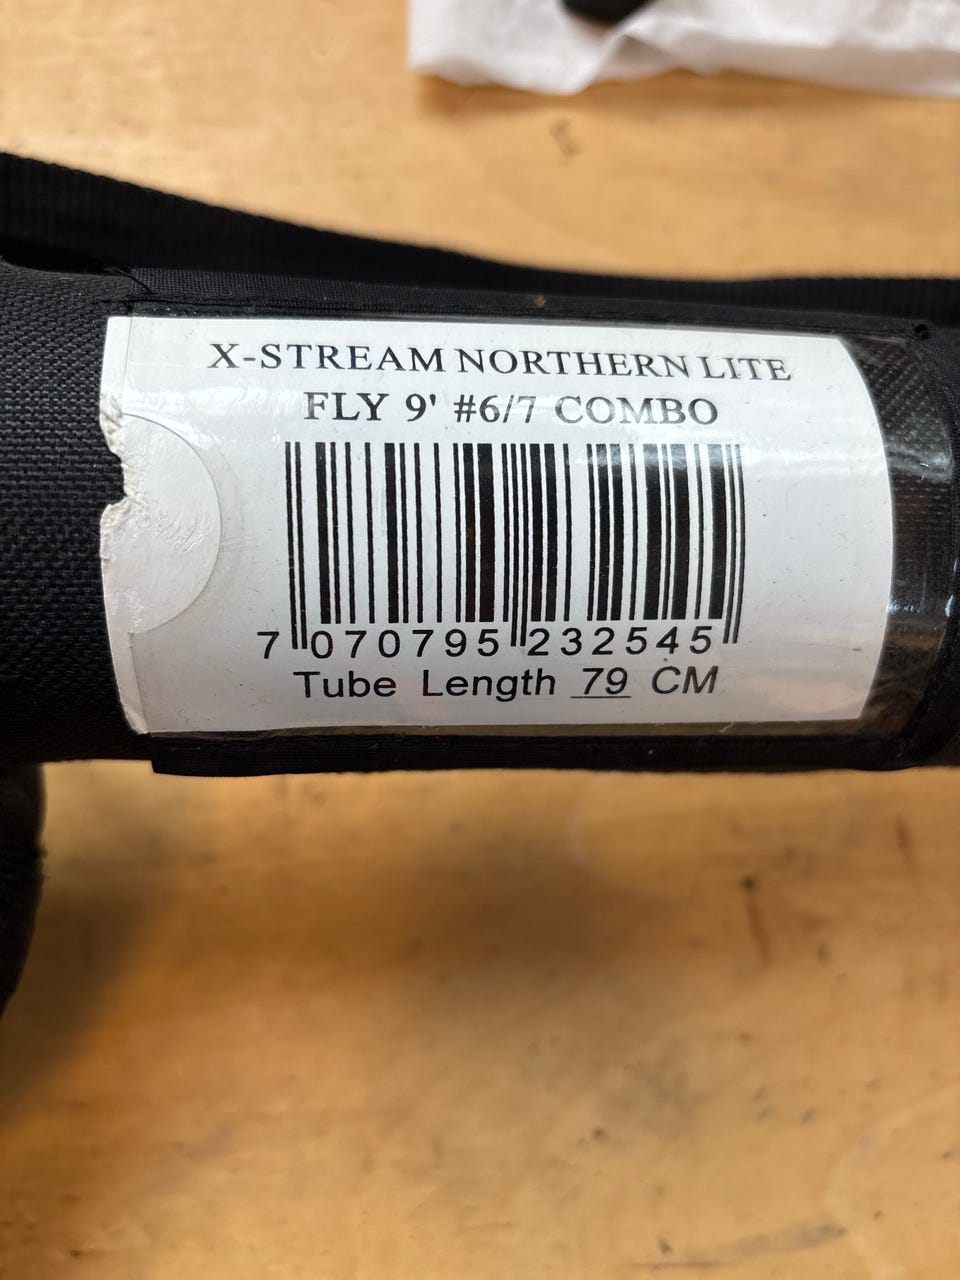 X-STREAM NORTHERN LITE
FLY 9' #6/7 COMBO
7 070795 232545
Tube Length 79 CM